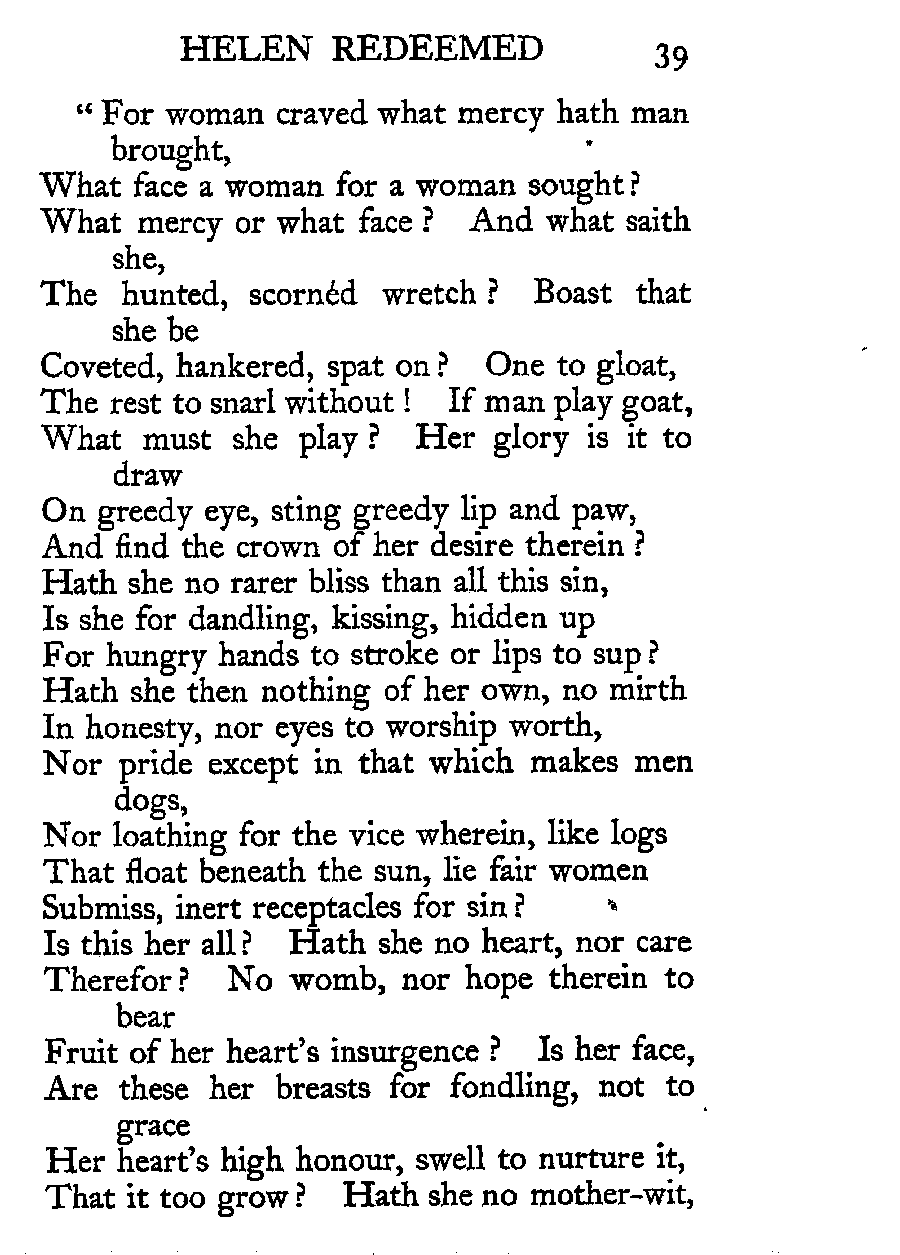 HELEN REDEEMED 39
“ For woman craved what mercy hath man
brought,
What face a woman for a woman sought ?
What mercy or what face ? And what saith
she,
The hunted, scornéd wretch ? Boast that
she be
Coveted, hankered, spat on ? One to gloat,
The rest to snarl without ! If man play goat,
What must she play ? Her glory is it to
draw
On greedy eye, sting greedy lip and paw,
And find the crown of her desire therein ?
Hath she no rarer bliss than all this sin,
Is she for dandling, kissing, hidden up
For hungry hands to stroke or lips to sup ?
Hath she then nothing of her own, no mirth
In honesty, nor eyes to worship worth,
Nor pride except in that which makes men
dogs,
Nor loathing for the vice wherein, like logs
That float beneath the sun, lie fair women
Submiss, inert receptacles for sin ?
Is this her all ? Hath she no heart, nor care
Therefor ? No womb, nor hope therein to
bear
Fruit of her heart’s insurgence ? Is her face,
Are these her breasts for fondling, not to
grace
Her heart’s high honour, swell to nurture it,
That it too grow ? Hath she no mother-wit,